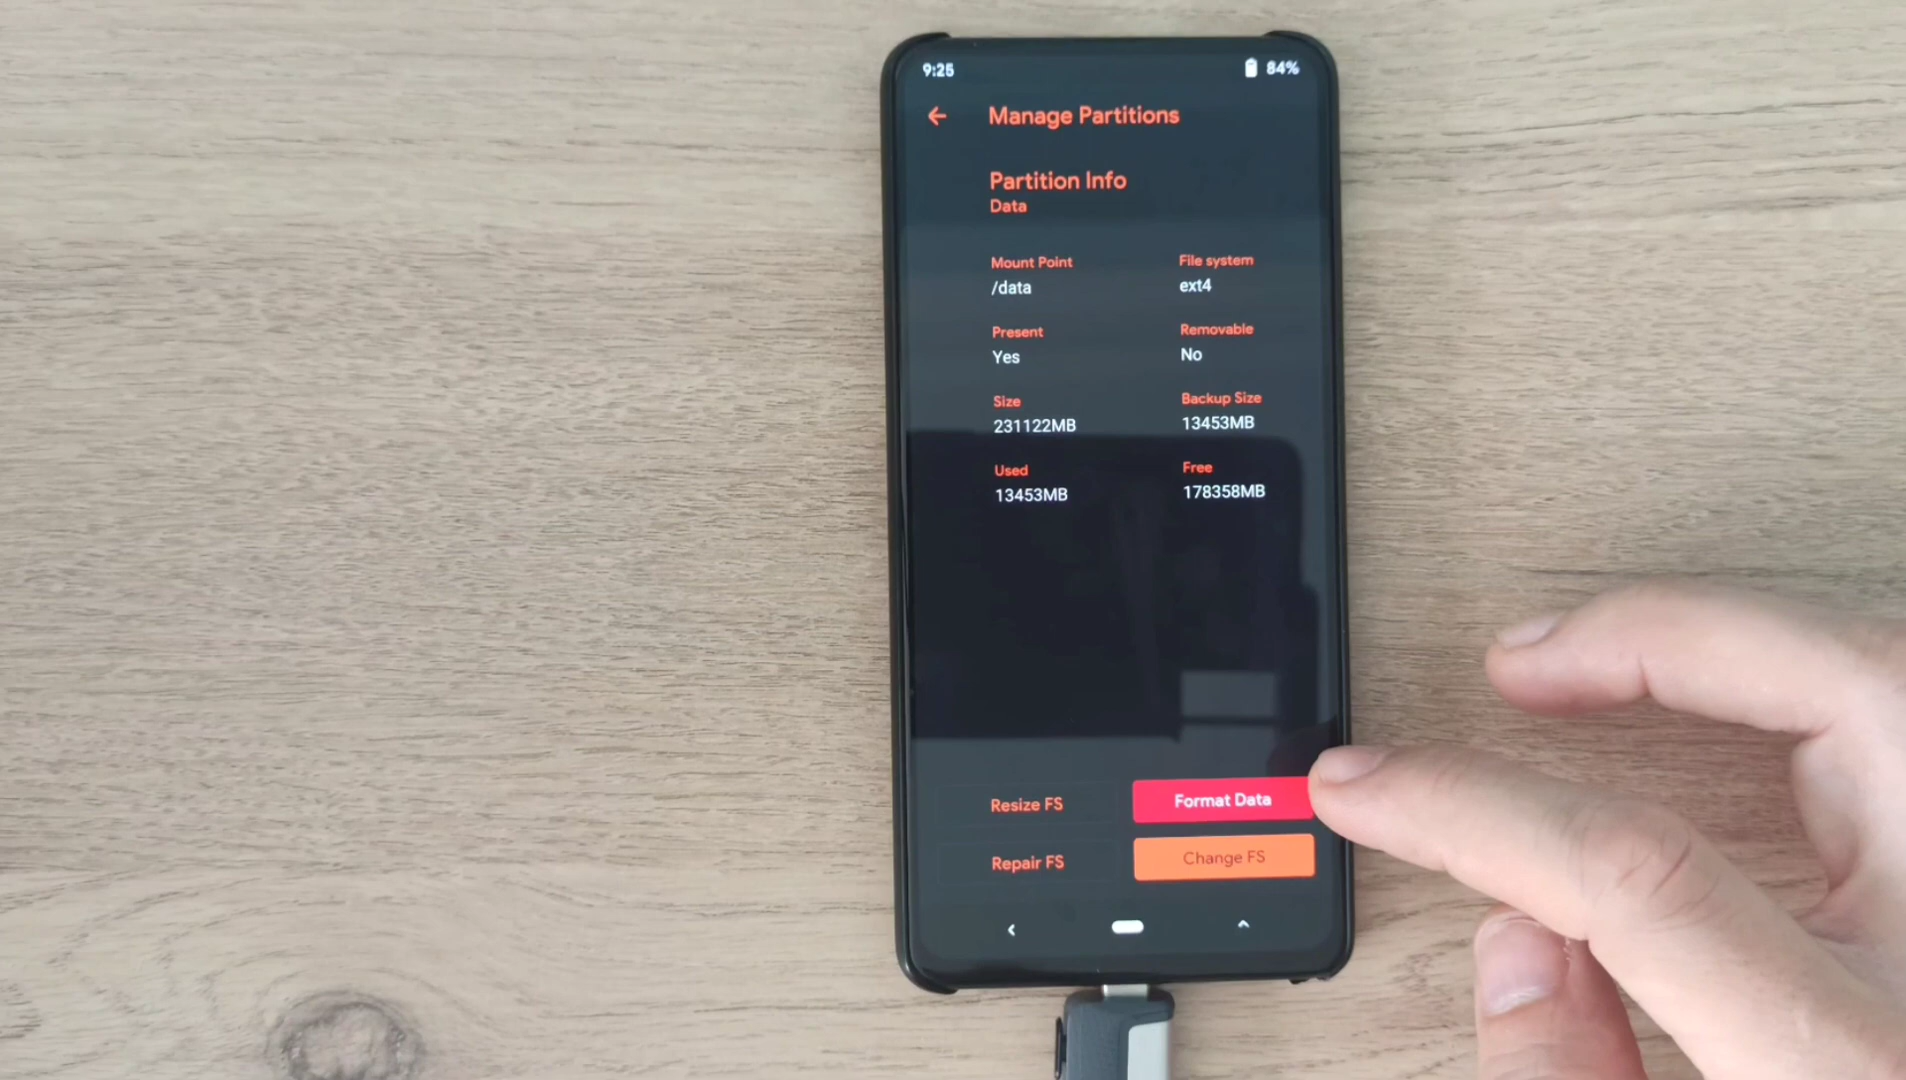 9:25
84%
Manage Partitions
Partition Info
Data
Mount Point
File system
/data
ext4
Present
Removable
Yes
No
Size
Backup Size
231122MB
13453MB
Used
Free
13453MB
178358MB
Resize FS
Format Data
Repair FS
Change FS